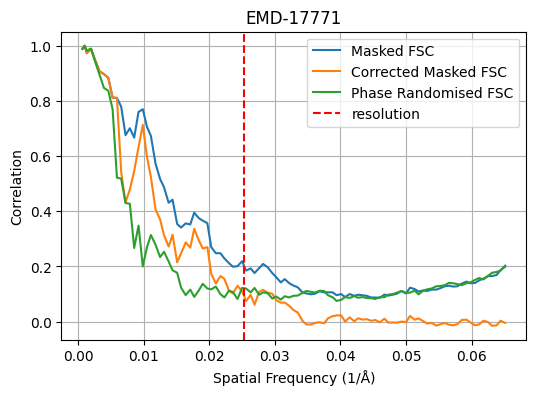 EMD-17771
Masked FSC
Corrected Masked FSC
Phase Randomised FSC
resolution
Correlation
1.0
0.8
0.6
0.4
0.2
0.0
0.00 0.01 0.02 0.03 0.04 0.05 0.06
Spatial Frequency (1/Å)